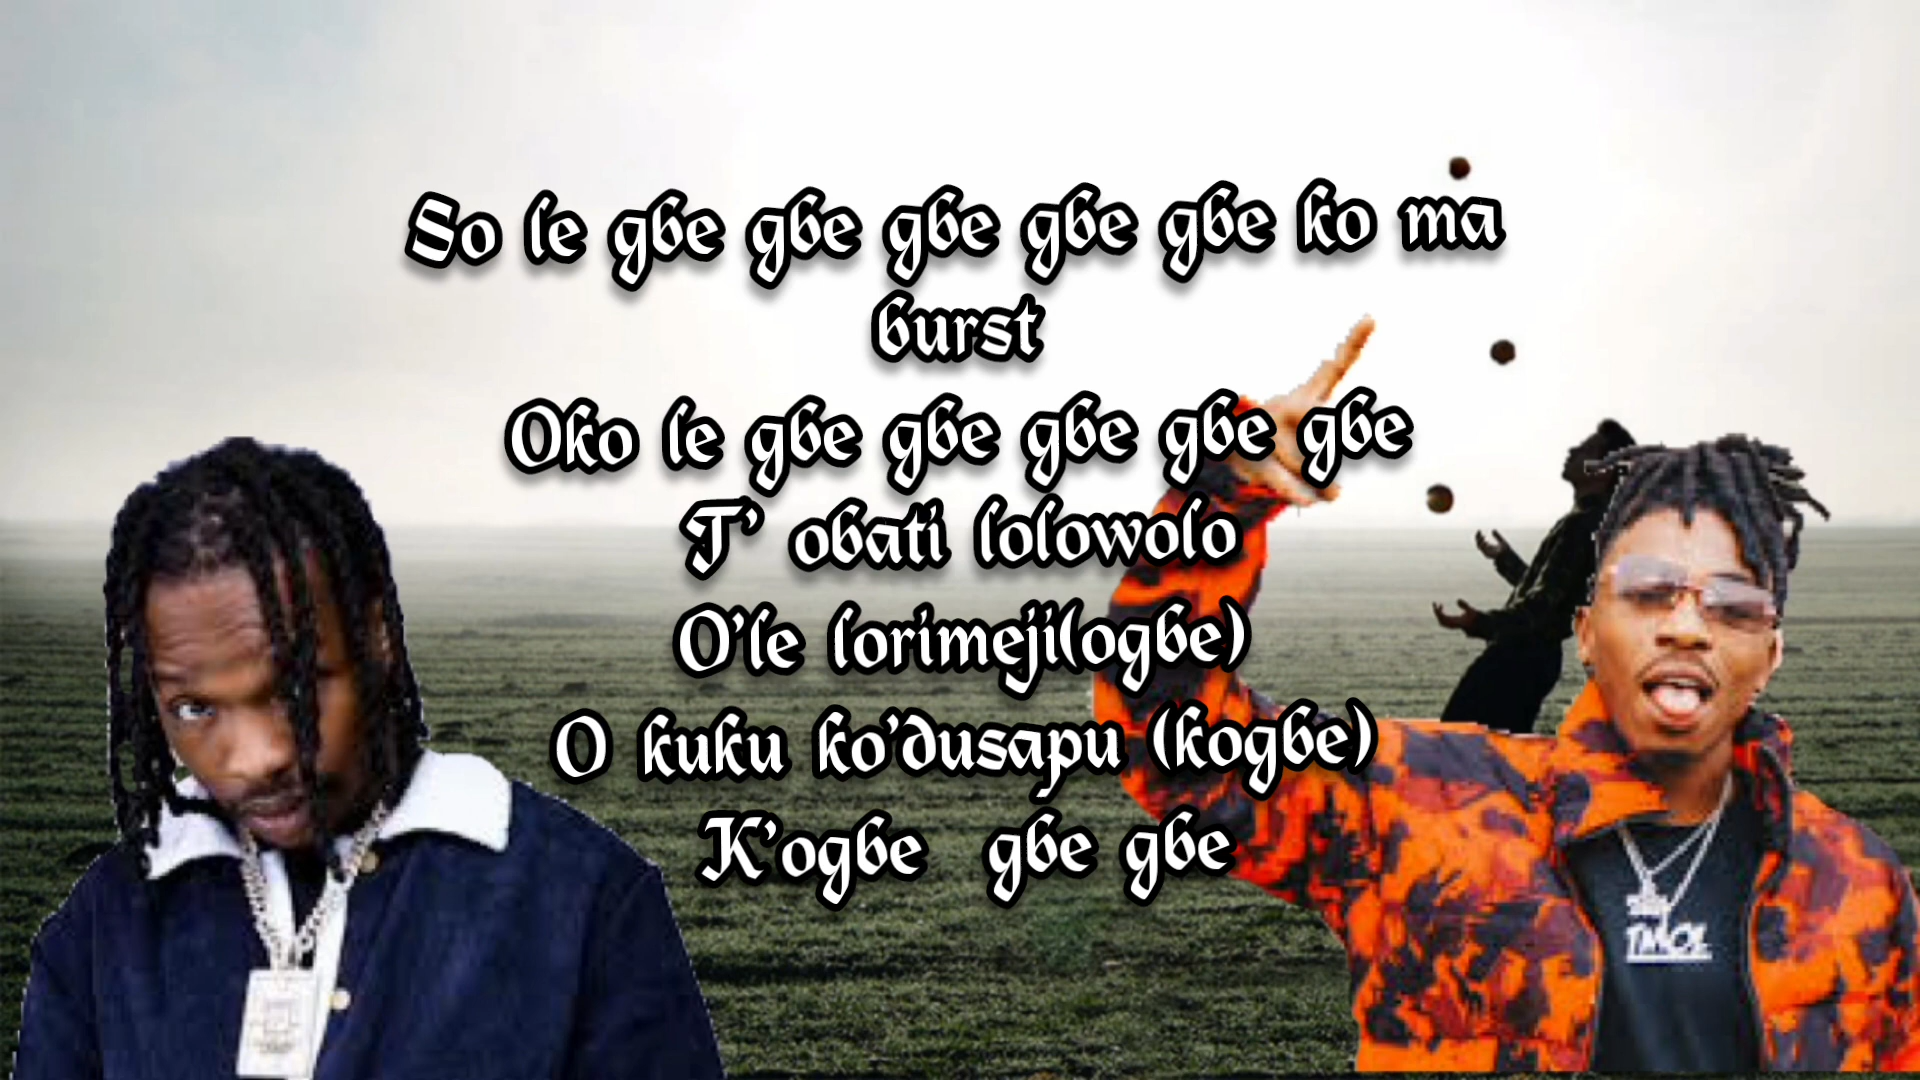 So le gbe gbe gbe gbe gbe ko ma
burst
Oko le gbe gbe gbe gbe gbe
T' obati lolowolo
O'le lorimeji(ogbe)
O kuku ko'dusapu (kogbe)
K'ogbe gbe gbe